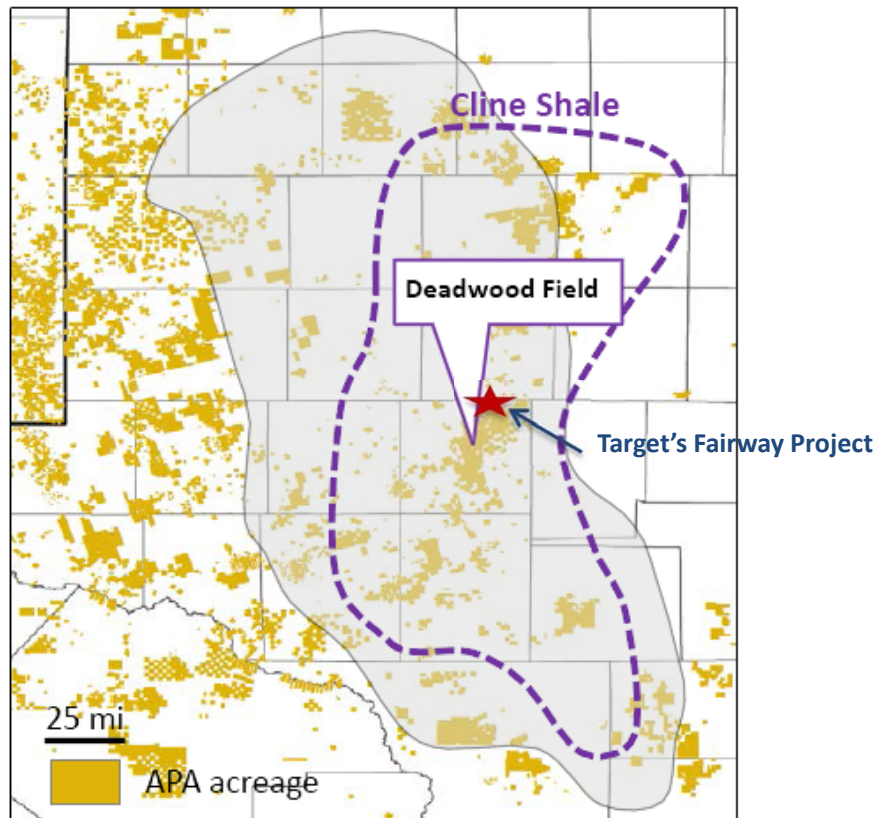 Cline Shale
Deadwood Field
Target's Fairway Project
25 mi
APA acreage